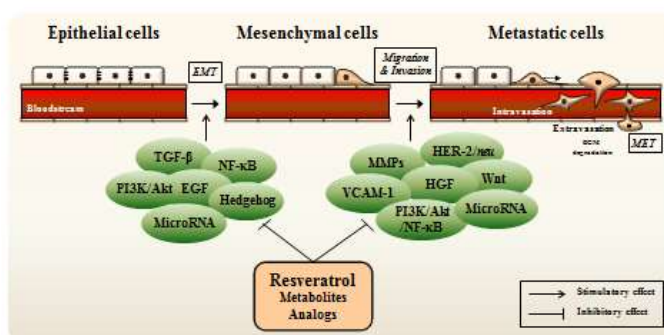 Epithelial cells
Mesenchymal cells
Metastatic cells
EMT
Migration
& Invasion
Bloodstream
Intravasation
Extravasation
degradation
MET
TGF-β
NF-κB
PI3K/Akt
EGF
Hedgehog
MicroRNA
MMPs
HER-2/neu
VCAM-1
HGF
Wnt
PI3K/Akt
/NF-κB
MicroRNA
Resveratrol
Metabolites
Analogs
Stimulatory effect
Inhibitory effect